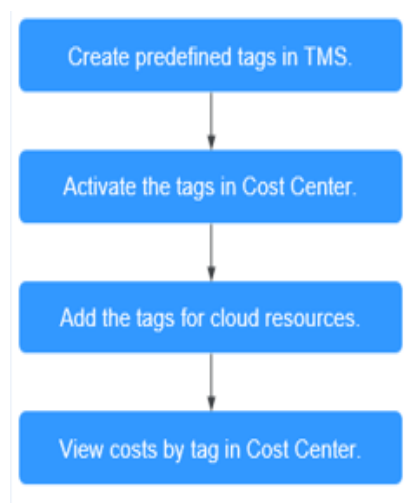 Create predefined tags in TMS.
Activate the tags in Cost Center.
Add the tags for cloud resources.
View costs by tag in Cost Center.